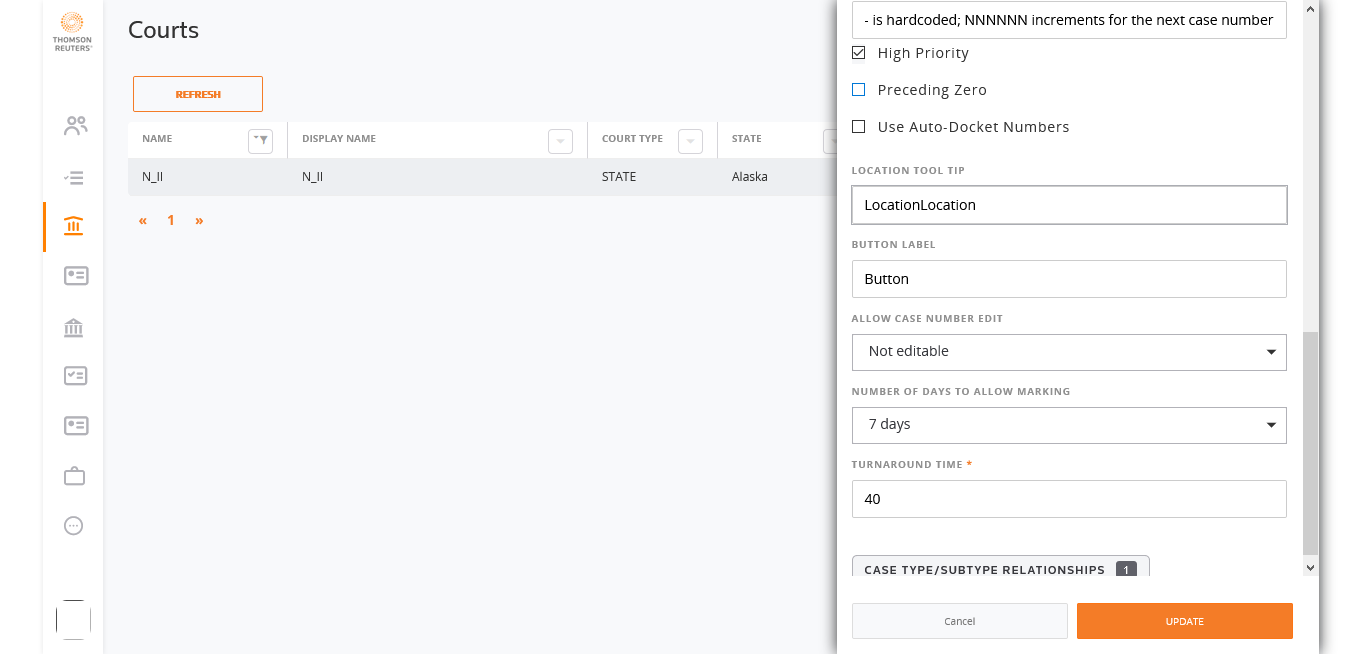 THOMSON
REUTERS
Courts
REFRESH
NAME
DISPLAY NAME
COURT TYPE
STATE
N_II
N_II
STATE
Alaska
«
1
»
- is hardcoded; NNNNNN increments for the next case number
High Priority
Preceding Zero
Use Auto-Docket Numbers
LOCATION TOOL TIP
LocationLocation
BUTTON LABEL
Button
ALLOW CASE NUMBER EDIT
Not editable
NUMBER OF DAYS TO ALLOW MARKING
7 days
TURNAROUND TIME *
40
CASE TYPE/SUBTYPE RELATIONSHIPS 1
Cancel
UPDATE